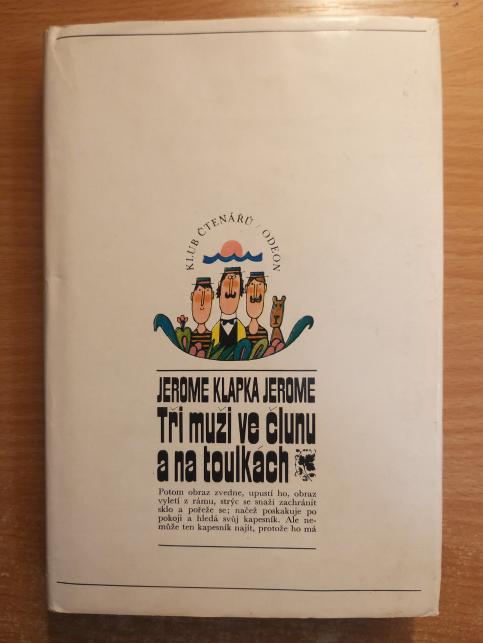 KLUB ČTENÁŘŮ / ODEON
JEROME KLAPKA JEROME
Tři muži ve člunu
a na toulkách
Potom obraz zvedne, upustí ho, obraz
vyletí z rámu, strýc se snaží zachránit
sklo a pořeže se; načež poskakuje po
pokoji a hledá svůj kapesník. Ale ne-
může ten kapesník najít, protože ho má